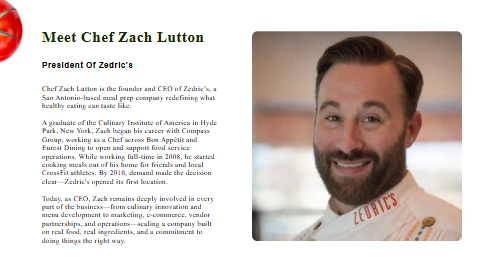 Meet Chef Zach Lutton
President Of Zedric's
Chef Zach Lutton is the founder and CEO of Zedric's, a
San Antonio-based meal prep company redefining what
healthy eating can taste like.
A graduate of the Culinary Institute of America in Hyde
Park, New York, Zach began his career with Compass
Group, working as a Chef across Bon Appétit and
Eurest Dining to open and support food service
operations. While working full-time in 2008, he started
cooking meals out of his home for friends and local
CrossFit athletes. By 2010, demand made the decision
clear—Zedric's opened its first location.
Today, as CEO, Zach remains deeply involved in every
part of the business—from culinary innovation and
menu development to marketing, e-commerce, vendor
partnerships, and operations—scaling a company built
on real food, real ingredients, and a commitment to
doing things the right way.
ZEDRIC'S